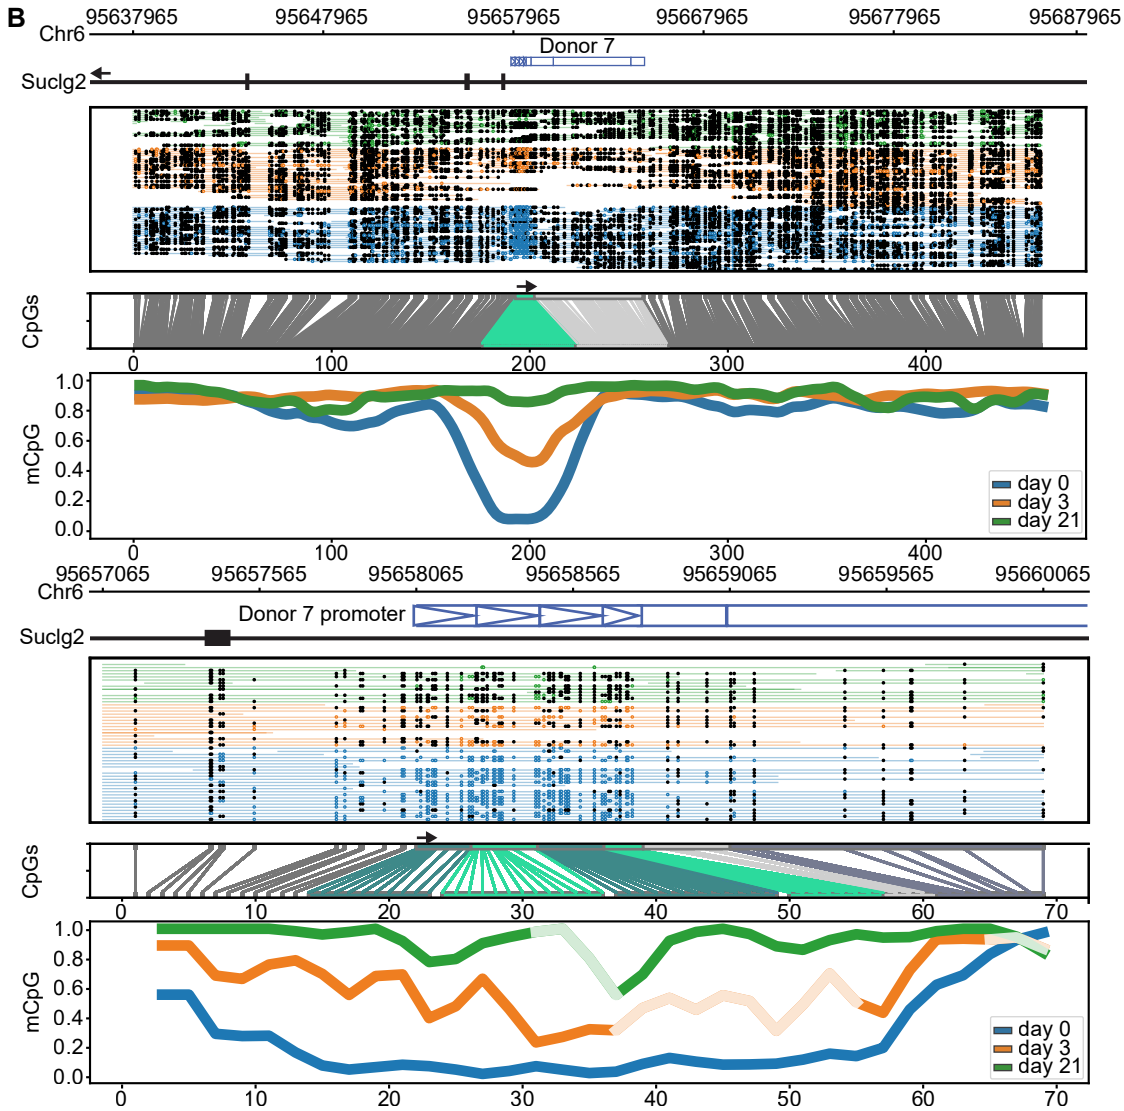 B
95637965 95647965 95657965 95667965 95677965 95687965
Chr6
Donor 7
Suclg2
CpGs
0 100 200 300 400
mCpG
1.0
0.8
0.6
0.4
0.2
0.0
day 0
day 3
day 21
0 100 200 300 400
95657065 95657565 95658065 95658565 95659065 95659565 95660065
Chr6
Donor 7 promoter
Suclg2
CpGs
0 10 20 30 40 50 60 70
mCpG
1.0
0.8
0.6
0.4
0.2
0.0
day 0
day 3
day 21
0 10 20 30 40 50 60 70